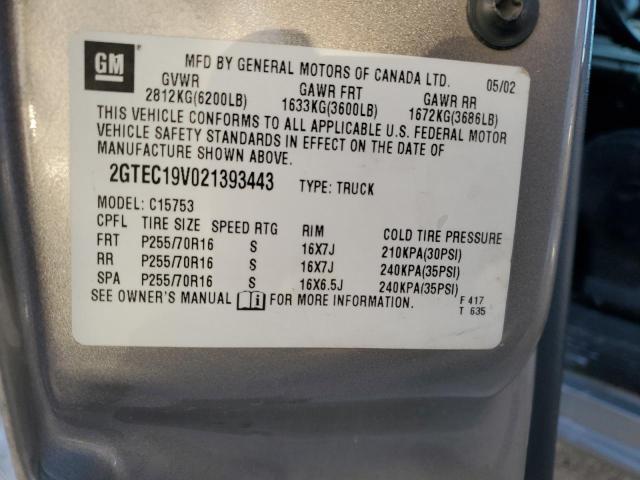 GM
MFD BY GENERAL MOTORS OF CANADA LTD. 05/02
GVWR GAWR FRT GAWR RR
2812KG(6200LB) 1633KG(3600LB) 1672KG(3686LB)
THIS VEHICLE CONFORMS TO ALL APPLICABLE U.S. FEDERAL MOTOR
VEHICLE SAFETY STANDARDS IN EFFECT ON THE DATE OF
MANUFACTURE SHOWN ABOVE.
2GTEC19V021393443 TYPE: TRUCK
MODEL: C15753
CPFL TIRE SIZE SPEED RTG RIM COLD TIRE PRESSURE
FRT P255/70R16 S 16X7J 210KPA(30PSI)
RR P255/70R16 S 16X7J 240KPA(35PSI)
SPA P255/70R16 S 16X6.5J 240KPA(35PSI)
SEE OWNER'S MANUAL i FOR MORE INFORMATION. F 417
T 635